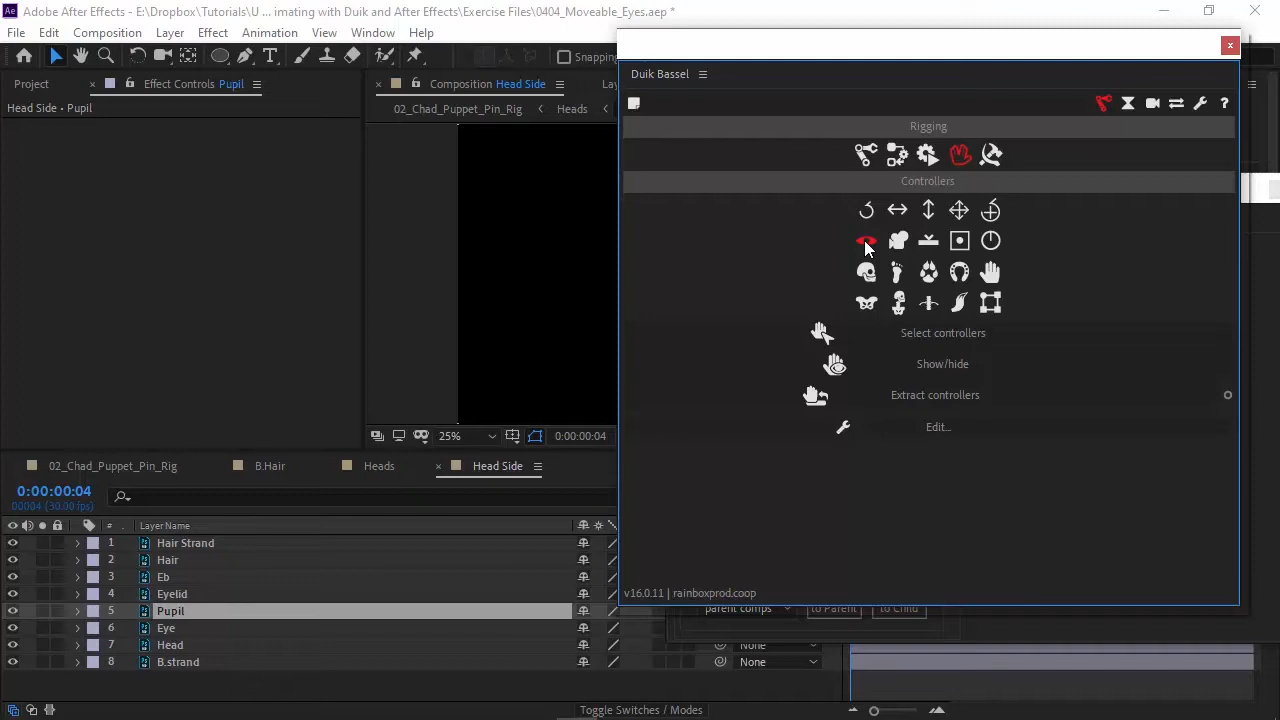 Adobe After Effects - E:\Dropbox\Tutorials\U ... imating with Duik and After Effects\Exercise Files\0404_Moveable_Eyes.aep *
File Edit Composition Layer Effect Animation View Window Help
Snapping
Project
Effect Controls Pupil
Composition Head Side
Head Side • Pupil
02_Chad_Puppet_Pin_Rig
Heads
Duik Bassel
Rigging
Controllers
Select controllers
Show/hide
Extract controllers
Edit...
v16.0.11 | rainboxprod.coop
parent comps
to Parent
to Child
25%
0:00:00:04
02_Chad_Puppet_Pin_Rig
B.Hair
Heads
Head Side
0:00:00:04
00004 (30.00 fps)
# Layer Name
1 Hair Strand
2 Hair
3 Eb
4 Eyelid
5 Pupil
6 Eye
7 Head None
8 B.strand None
Toggle Switches / Modes